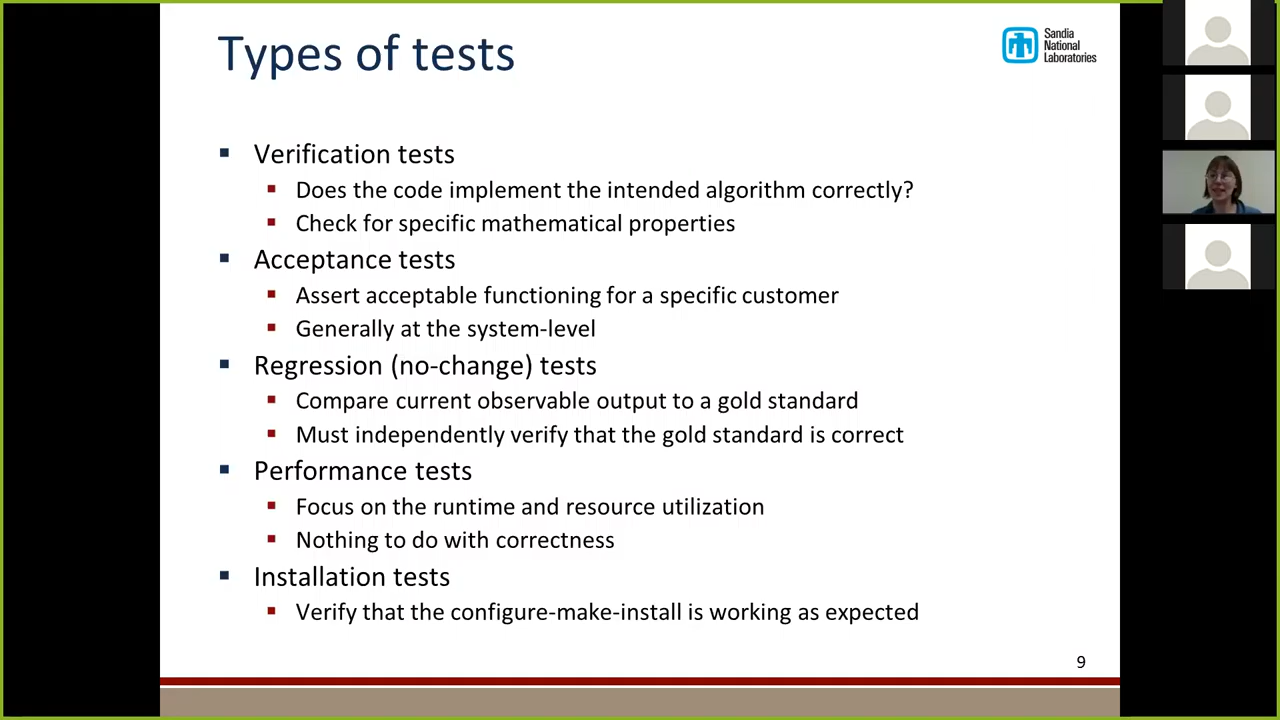 Types of tests
Sandia
National
Laboratories
Verification tests
Does the code implement the intended algorithm correctly?
Check for specific mathematical properties
Acceptance tests
Assert acceptable functioning for a specific customer
Generally at the system-level
Regression (no-change) tests
Compare current observable output to a gold standard
Must independently verify that the gold standard is correct
Performance tests
Focus on the runtime and resource utilization
Nothing to do with correctness
Installation tests
Verify that the configure-make-install is working as expected
9